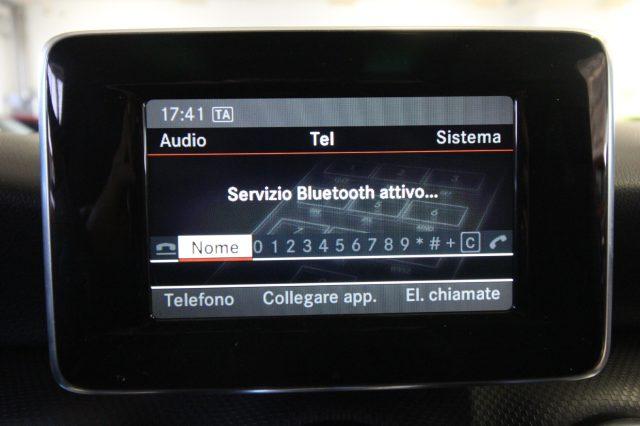 17:41 TA
Audio Tel Sistema
Servizio Bluetooth attivo...
Nome 0 1 2 3 4 5 6 7 8 9 * # + C
Telefono Collegare app. El. chiamate